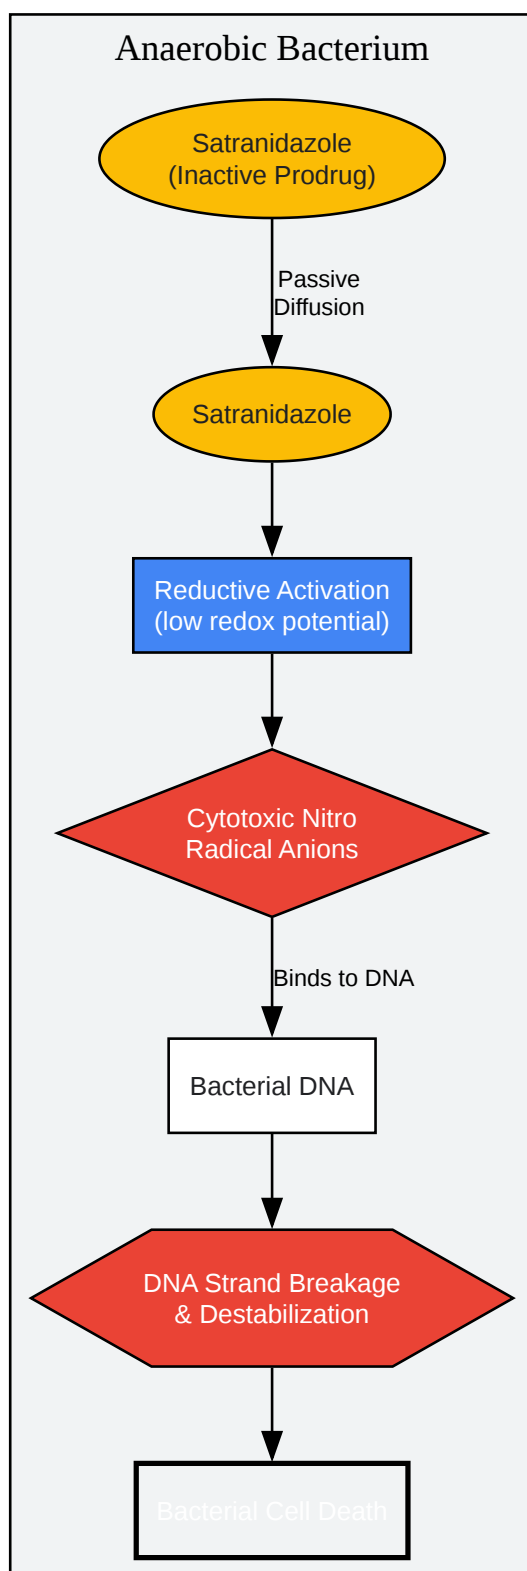 Anaerobic Bacterium
Satranidazole
(Inactive Prodrug)
Passive
Diffusion
Satranidazole
Reductive Activation
(low redox potential)
Cytotoxic Nitro
Radical Anions
Binds to DNA
Bacterial DNA
DNA Strand Breakage
& Destabilization
Bacterial Cell Death